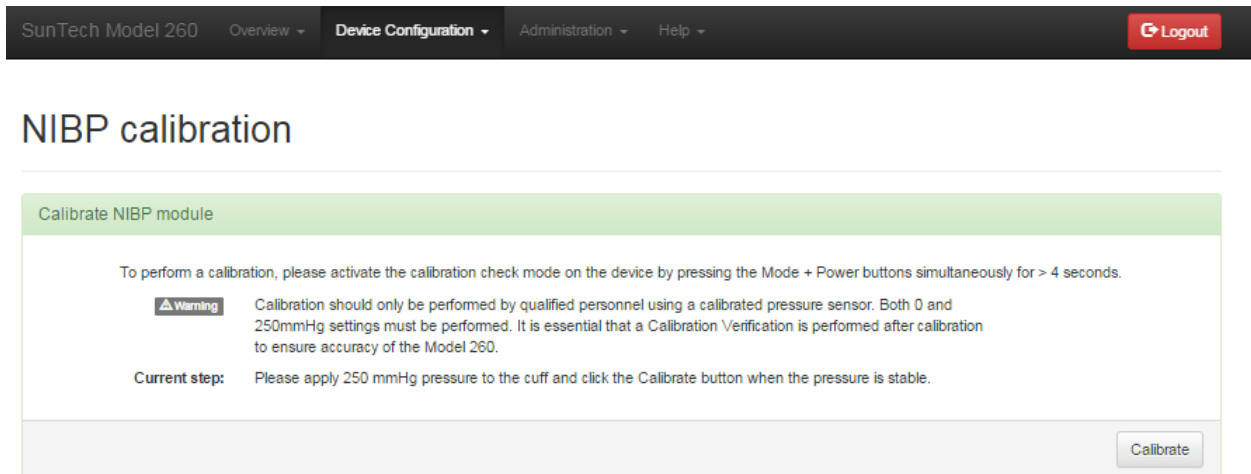 SunTech Model 260 Overview Device Configuration Administration Help Logout
NIBP calibration
Calibrate NIBP module
To perform a calibration, please activate the calibration check mode on the device by pressing the Mode + Power buttons simultaneously for > 4 seconds.
Warning Calibration should only be performed by qualified personnel using a calibrated pressure sensor. Both 0 and
250mmHg settings must be performed. It is essential that a Calibration Verification is performed after calibration
to ensure accuracy of the Model 260.
Current step: Please apply 250 mmHg pressure to the cuff and click the Calibrate button when the pressure is stable.
Calibrate